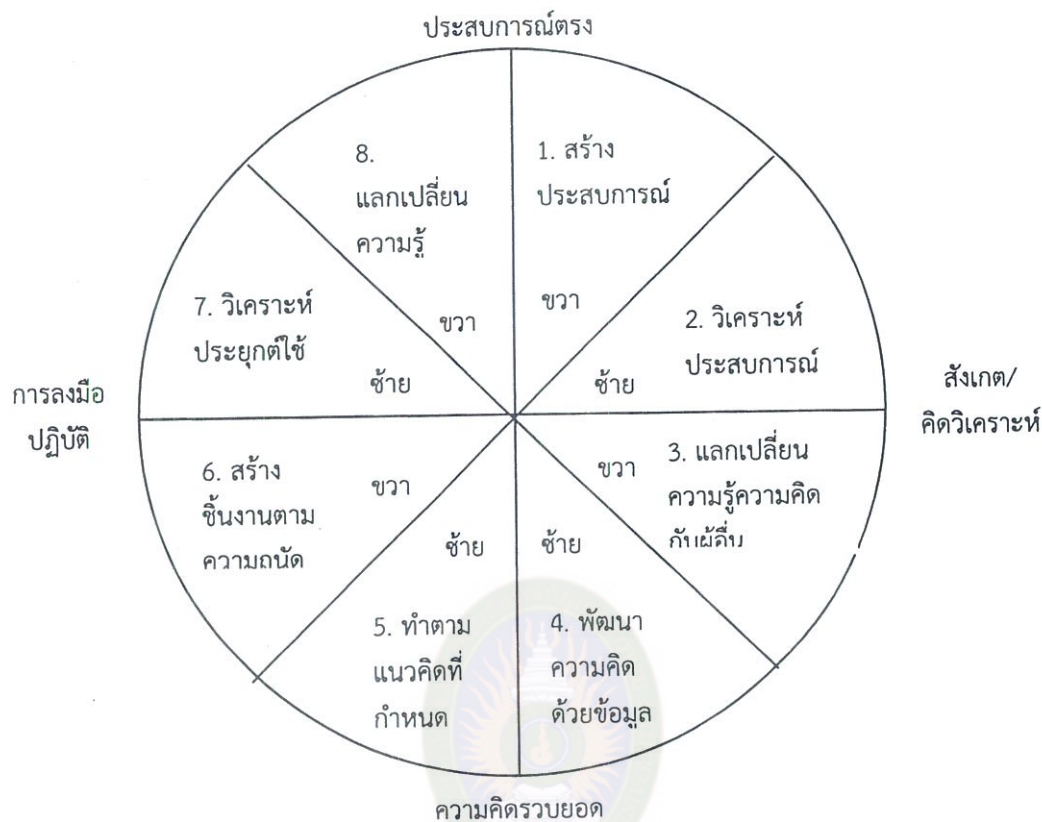 ประสบการณ์ตรง
8.
แลกเปลี่ยน
ความรู้
ขวา
1. สร้าง
ประสบการณ์
ขวา
7. วิเคราะห์
ประยุกต์ใช้
ซ้าย
2. วิเคราะห์
ประสบการณ์
ซ้าย
การลงมือ
ปฏิบัติ
สังเกต/
คิดวิเคราะห์
6. สร้าง
ชิ้นงานตาม
ความถนัด
ขวา
ขวา
3. แลกเปลี่ยน
ความรู้ความคิด
กับผู้อื่น
ซ้าย
ซ้าย
5. ทำตาม
แนวคิดที่
กำหนด
4. พัฒนา
ความคิด
ด้วยข้อมูล
ความคิดรวบยอด